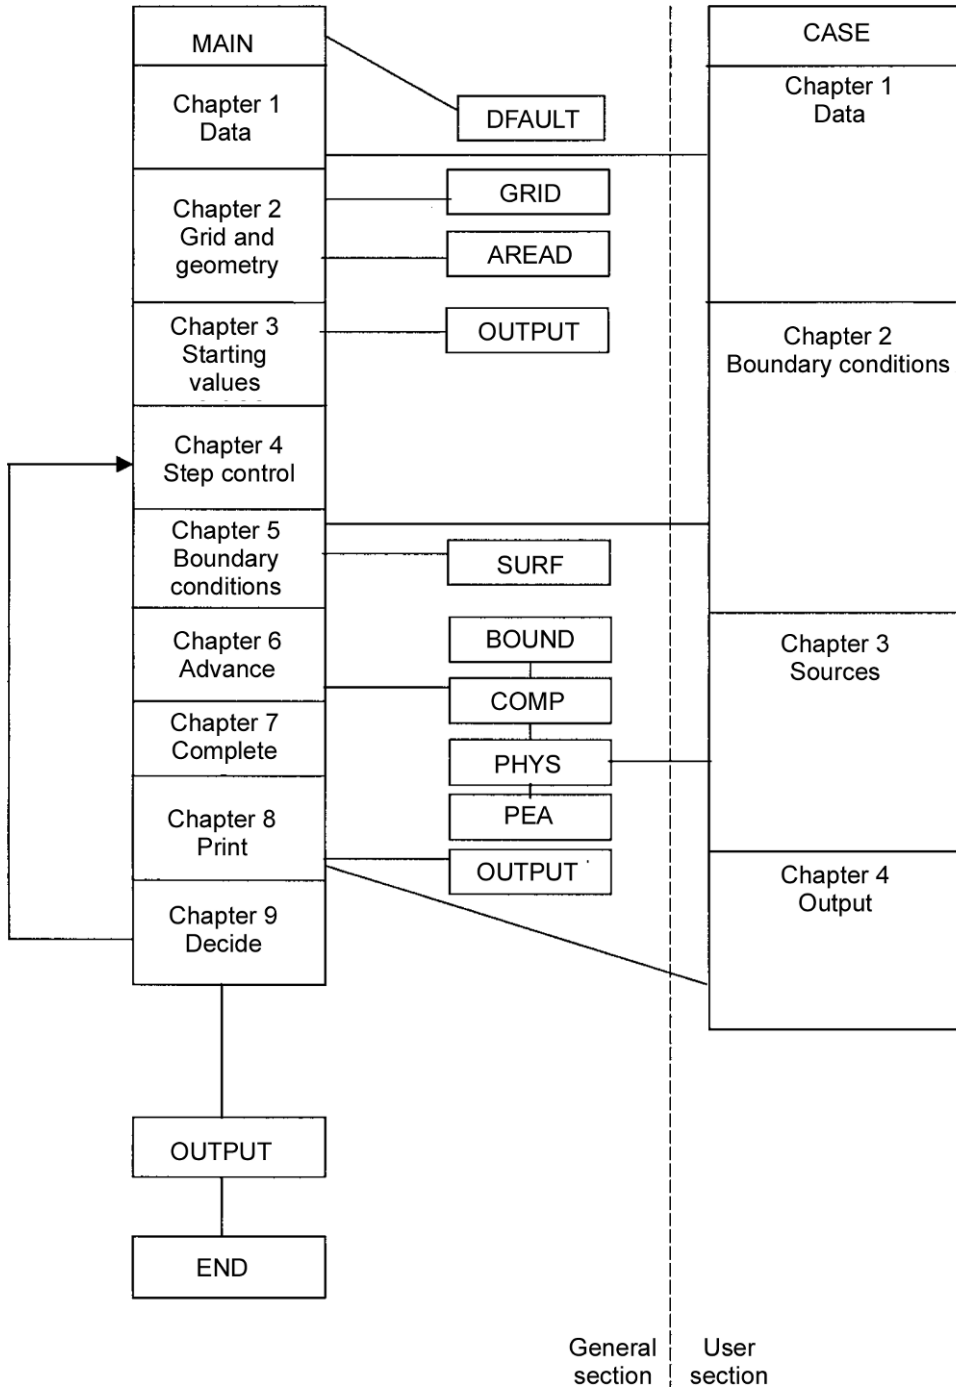 MAIN
Chapter 1
Data
Chapter 2
Grid and
geometry
Chapter 3
Starting
values
Chapter 4
Step control
Chapter 5
Boundary
conditions
Chapter 6
Advance
Chapter 7
Complete
Chapter 8
Print
Chapter 9
Decide
OUTPUT
END
DFAULT
GRID
AREAD
OUTPUT
SURF
BOUND
COMP
PHYS
PEA
OUTPUT
CASE
Chapter 1
Data
Chapter 2
Boundary conditions
Chapter 3
Sources
Chapter 4
Output
General
section
User
section